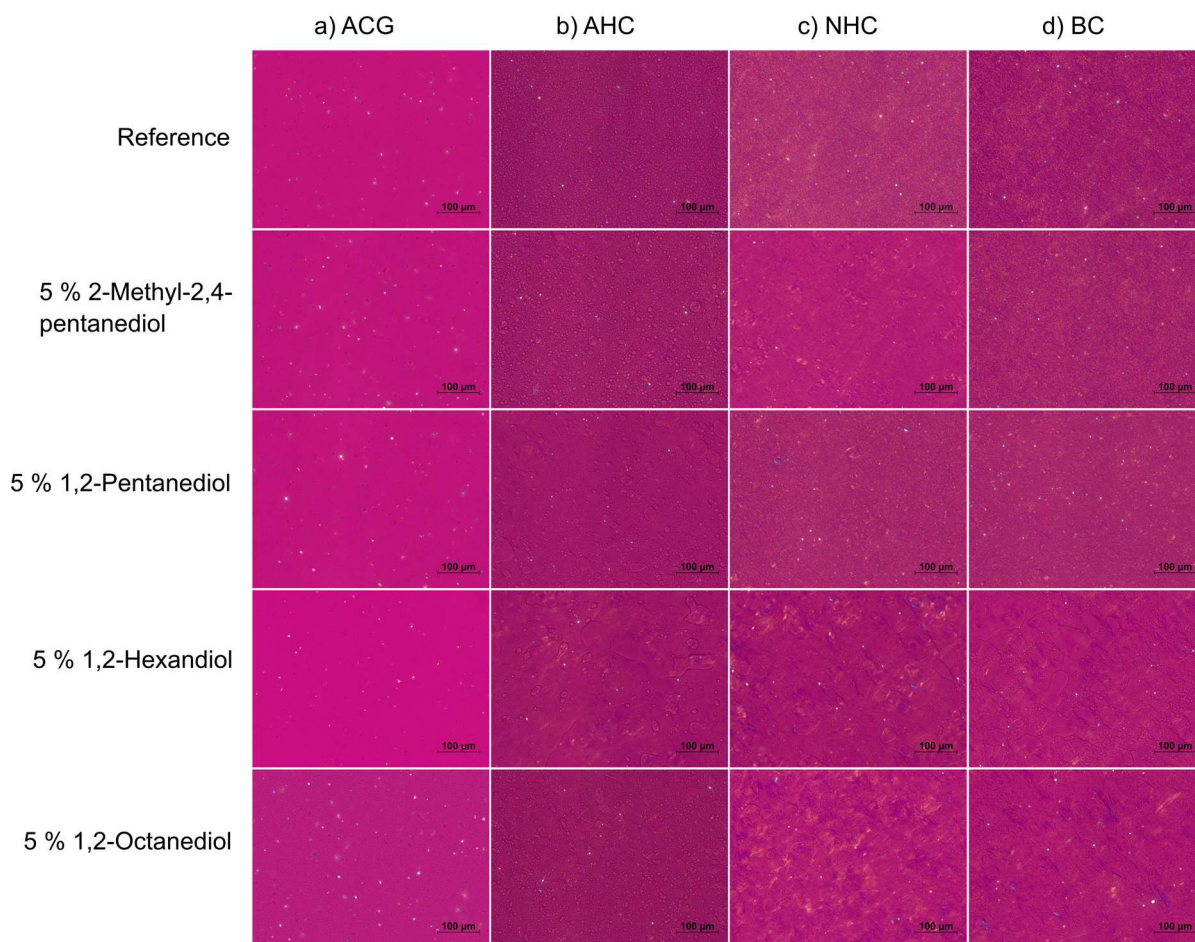 a) ACG b) AHC c) NHC d) BC
Reference
100 µm 100 µm 100 µm 100 µm
5 % 2-Methyl-2,4-
pentanediol
100 µm 100 µm 100 µm 100 µm
5 % 1,2-Pentanediol
100 µm 100 µm 100 µm 100 µm
5 % 1,2-Hexandiol
100 µm 100 µm 100 µm 100 µm
5 % 1,2-Octanediol
100 µm 100 µm 100 µm 100 µm